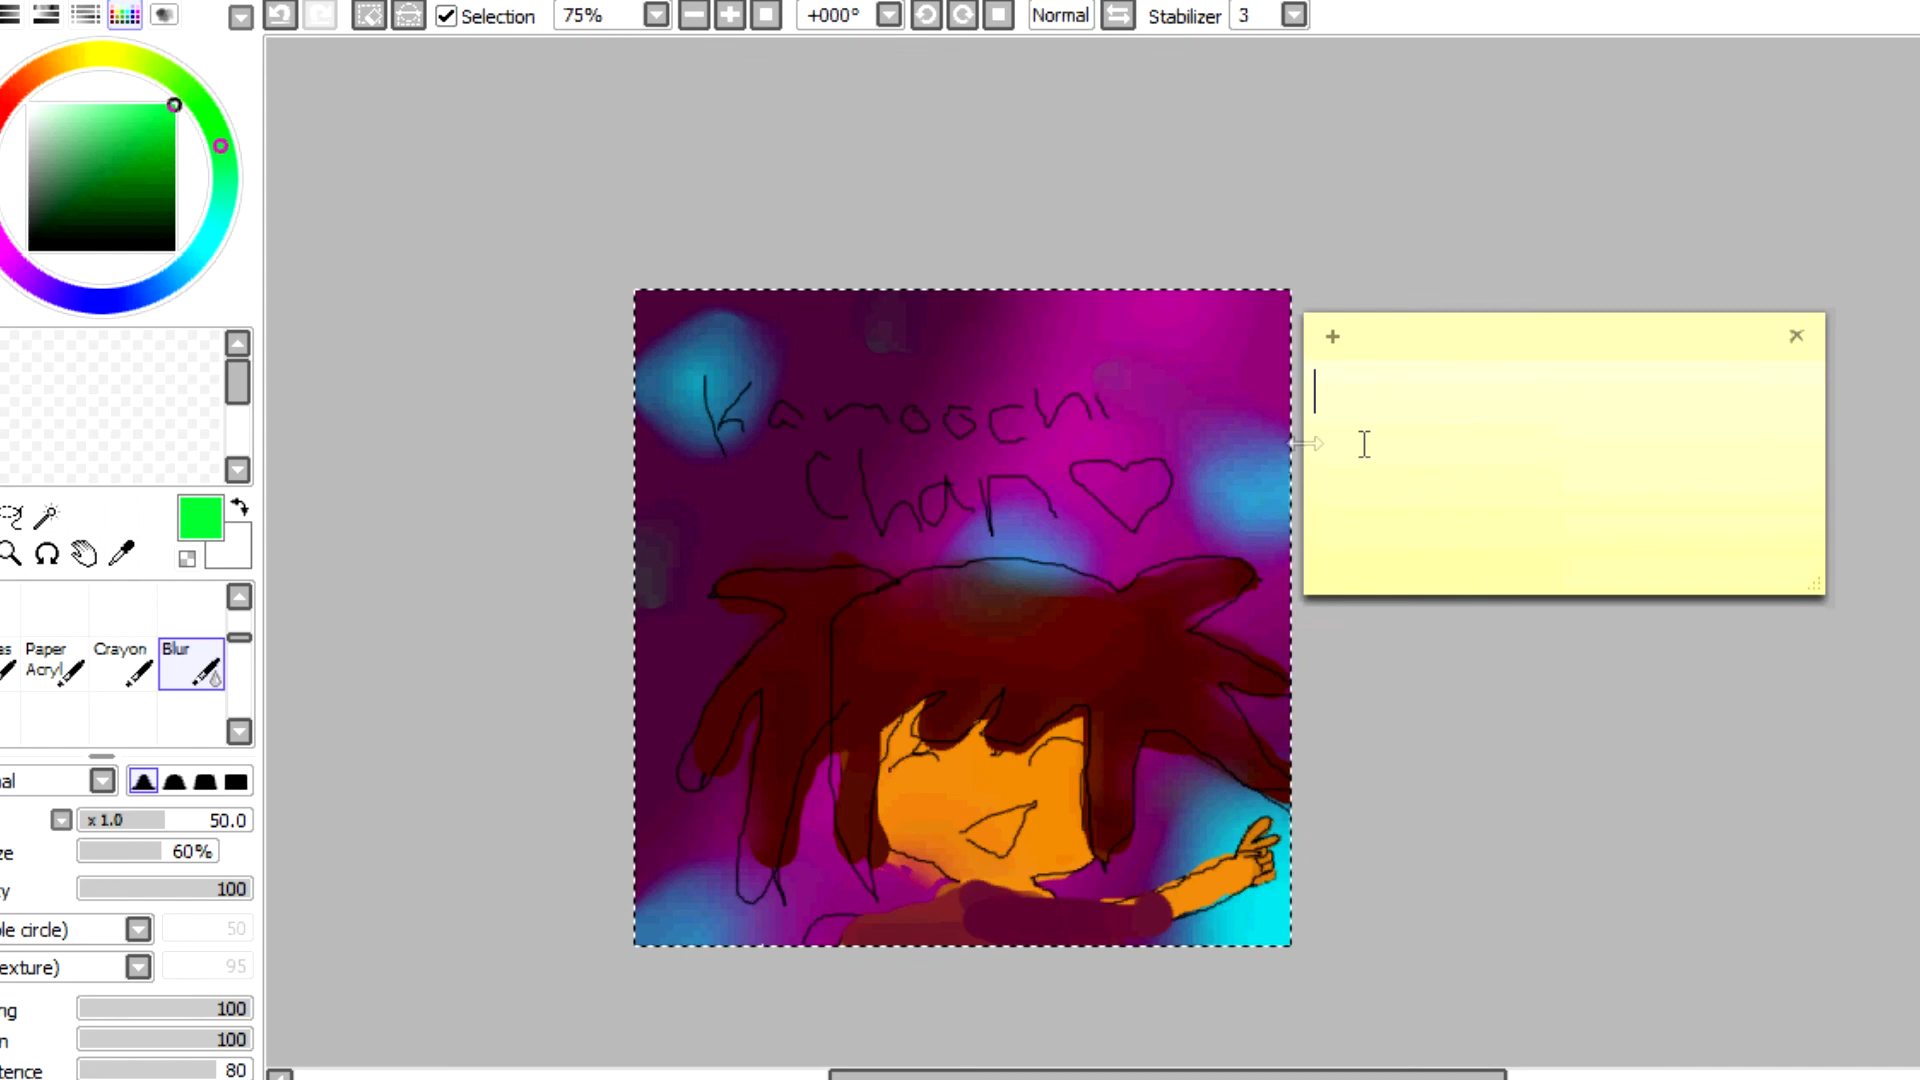 Selection 75% +000° Normal Stabilizer 3
Kamoochi
Chan
Paper
Acryl
Crayon
Blur
x 1.0 50.0
60%
100
le circle) 50
exture) 95
100
100
80